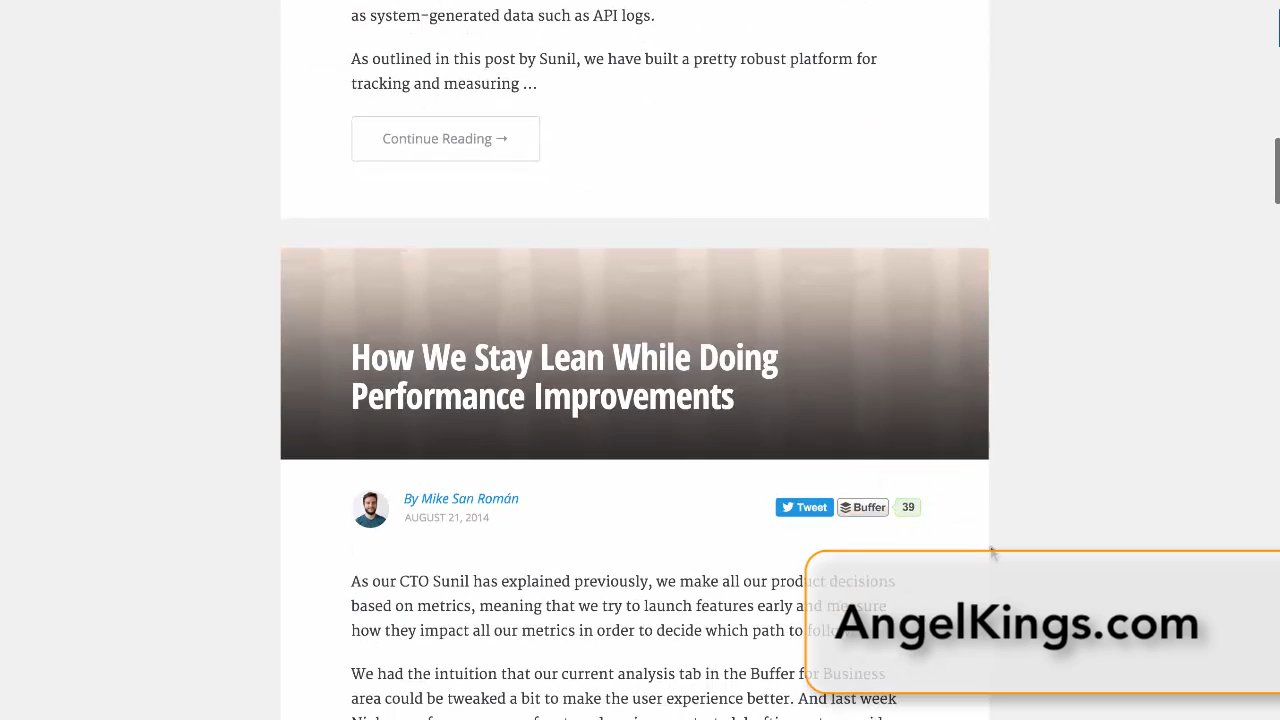 as system-generated data such as API logs.
As outlined in this post by Sunil, we have built a pretty robust platform for
tracking and measuring ...
Continue Reading →
How We Stay Lean While Doing
Performance Improvements
By Mike San Román
AUGUST 21, 2014
Tweet
Buffer
39
As our CTO Sunil has explained previously, we make all our product decisions
based on metrics, meaning that we try to launch features early and measure
how they impact all our metrics in order to decide which path to
AngelKings.com
We had the intuition that our current analysis tab in the Buffer for Business
area could be tweaked a bit to make the user experience better. And last week